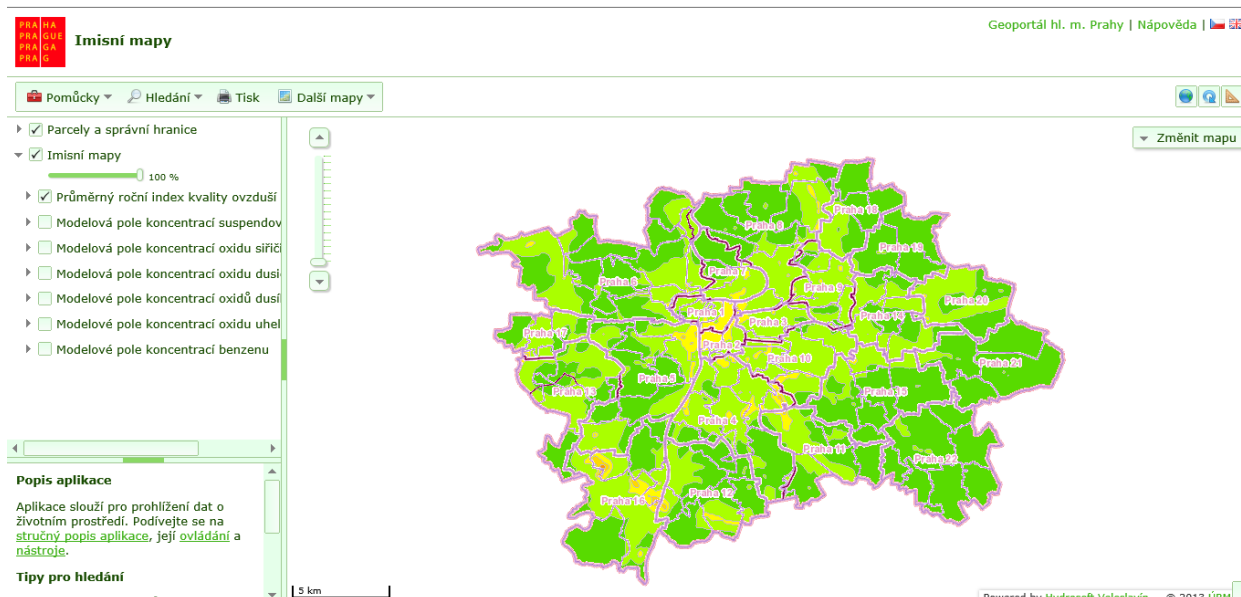 PRA HA
PRA GUE
PRA GA
PRA G
Imisní mapy
Geoportál hl. m. Prahy | Nápověda |
Pomůcky
Hledání
Tisk
Další mapy
Parcely a správní hranice
Imisní mapy
100 %
Průměrný roční index kvality ovzduší
Modelová pole koncentrací suspendov
Modelová pole koncentrací oxidu siřiči
Modelová pole koncentrací oxidu dusi
Modelové pole koncentrací oxidů dusí
Modelové pole koncentrací oxidu uhel
Modelové pole koncentrací benzenu
Popis aplikace
Aplikace slouží pro prohlížení dat o
životním prostředí. Podívejte se na
stručný popis aplikace, její ovládání a
nástroje.
Tipy pro hledání
Změnit mapu
Praha 18
Praha 8
Praha 19
Praha 7
Praha 6
Praha 9
Praha 20
Praha 1
Praha 3
Praha 14
Praha 17
Praha 2
Praha 10
Praha 21
Praha 5
Praha 13
Praha 15
Praha 4
Praha 11
Praha 22
Praha 12
Praha 16
5 km
Powered by Hydrosoft Veleslavín © 2013 ÚRM